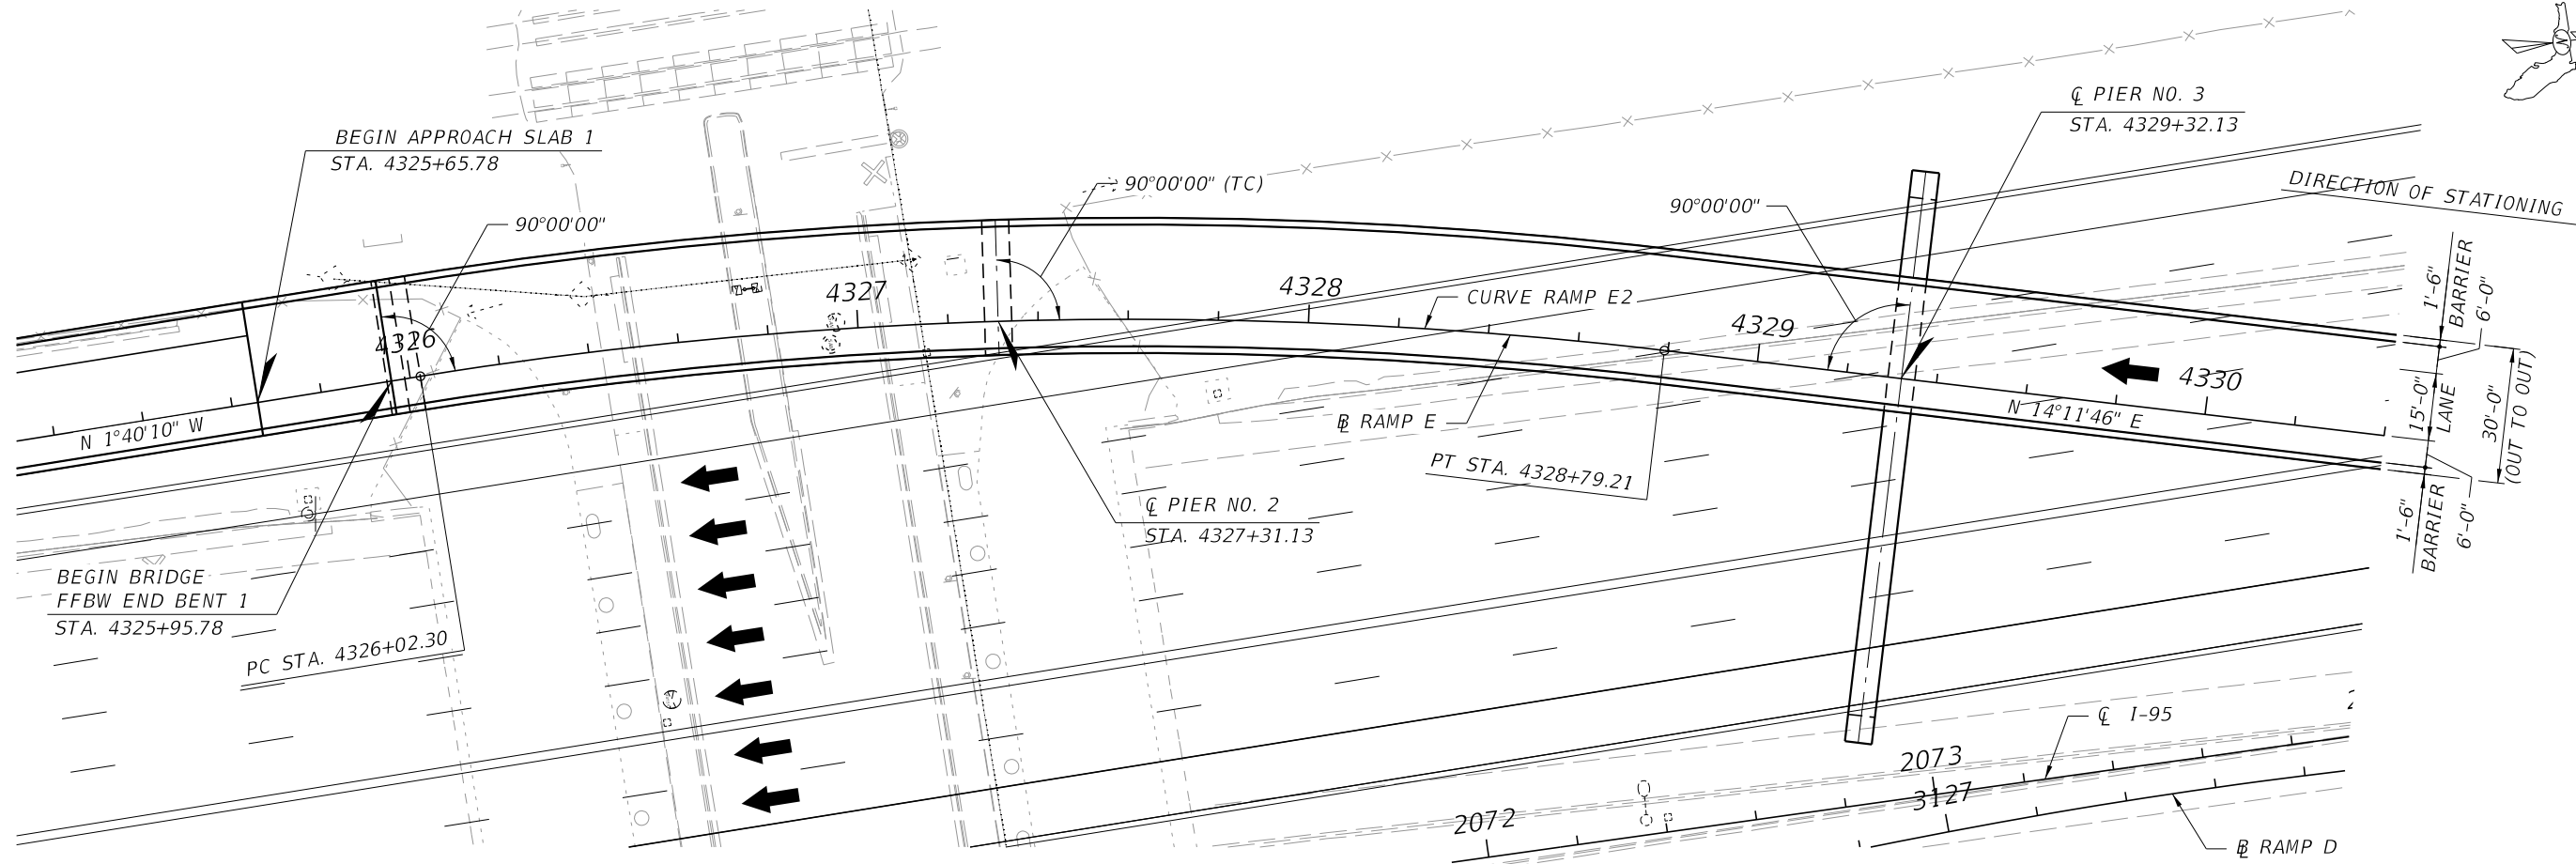 N
℄ PIER NO. 3
STA. 4329+32.13
BEGIN APPROACH SLAB 1
STA. 4325+65.78
90°00'00" (TC)
DIRECTION OF STATIONING
90°00'00"
90°00'00"
4326
4327
4328
CURVE RAMP E2
4329
4330
1'-6"
BARRIER
6'-0"
15'-0"
LANE
30'-0"
(OUT TO OUT)
1'-6"
BARRIER
6'-0"
N 1°40'10" W
N 14°11'46" E
B̵L RAMP E
PT STA. 4328+79.21
℄ PIER NO. 2
STA. 4327+31.13
BEGIN BRIDGE
FFBW END BENT 1
STA. 4325+95.78
PC STA. 4326+02.30
℄ I-95
2072
2073
3127
BL RAMP D